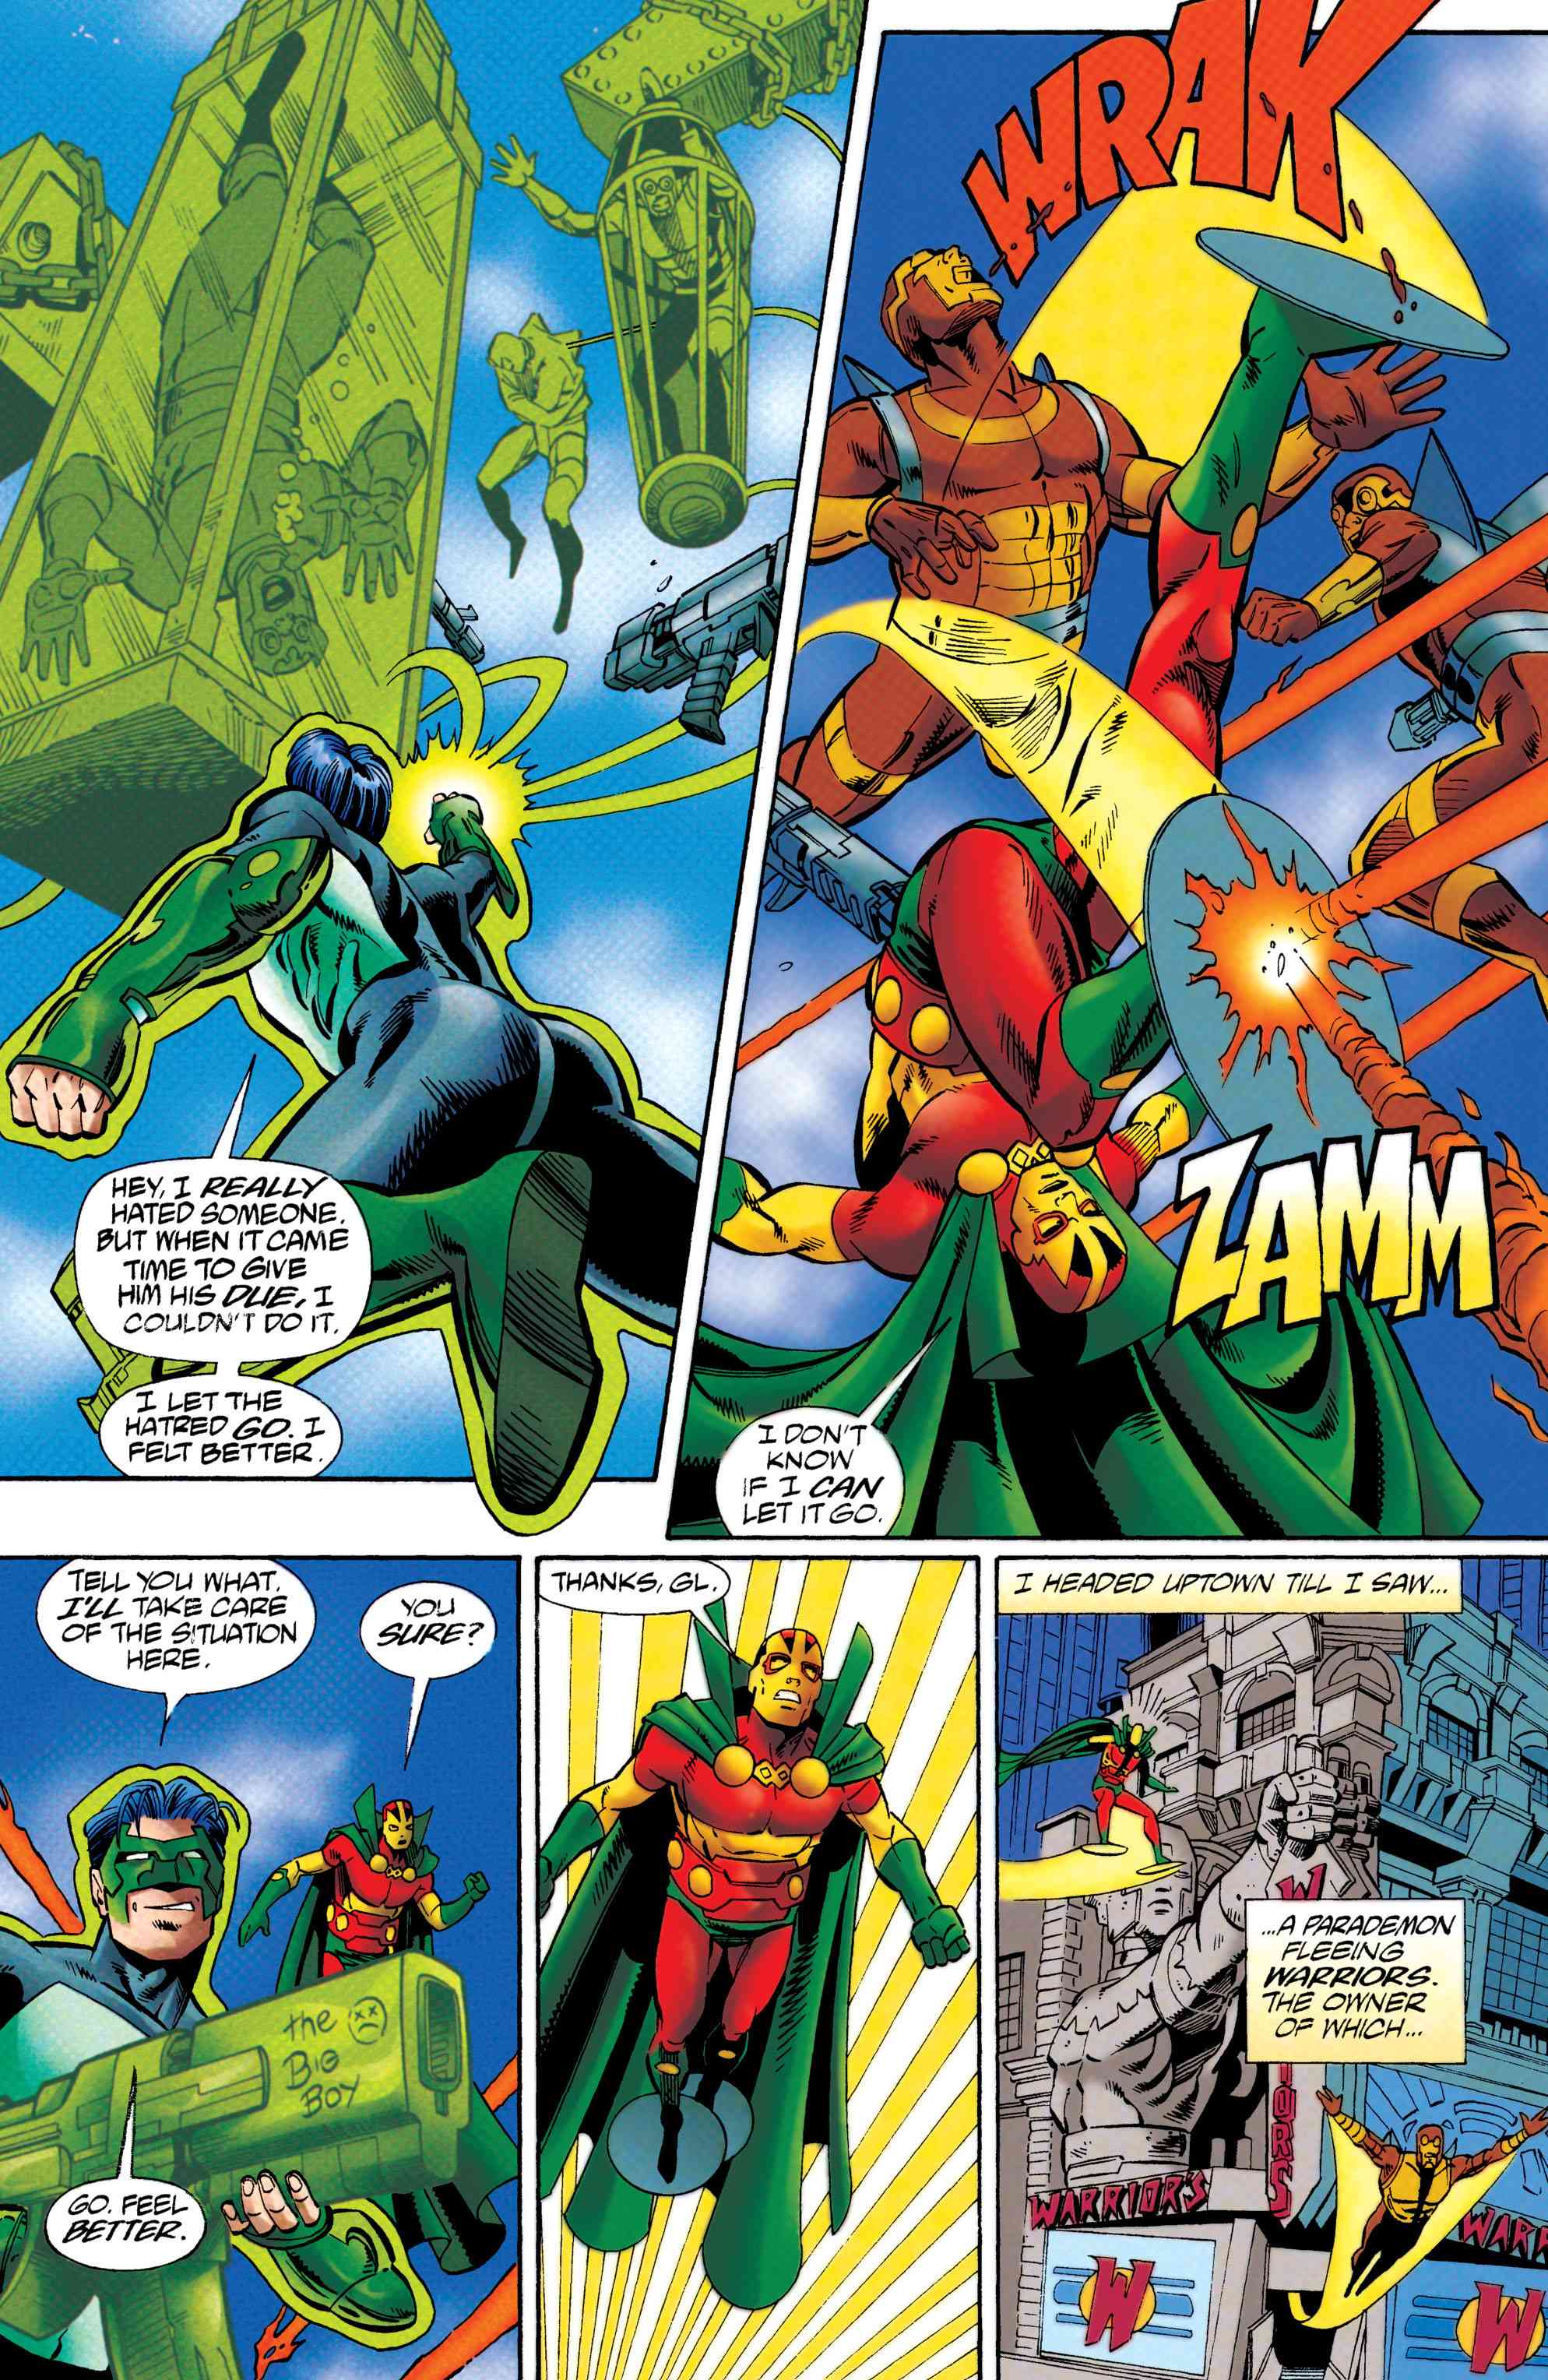 WRAK
HEY, I REALLY
HATED SOMEONE.
BUT WHEN IT CAME
TIME TO GIVE
HIM HIS DUE, I
COULDN'T DO IT.
I LET THE
HATRED GO. I
FELT BETTER.
ZAMM
I DON'T
KNOW
IF I CAN
LET IT GO.
TELL YOU WHAT.
I'LL TAKE CARE
OF THE SITUATION
HERE.
YOU
SURE?
the
BIG
BOY
GO. FEEL
BETTER.
THANKS, GL.
I HEADED UPTOWN TILL I SAW...
W
...A PARADEMON
FLEEING
WARRIORS.
THE OWNER
OF WHICH...
IORS
WARRIOR'S
WARR
W
W